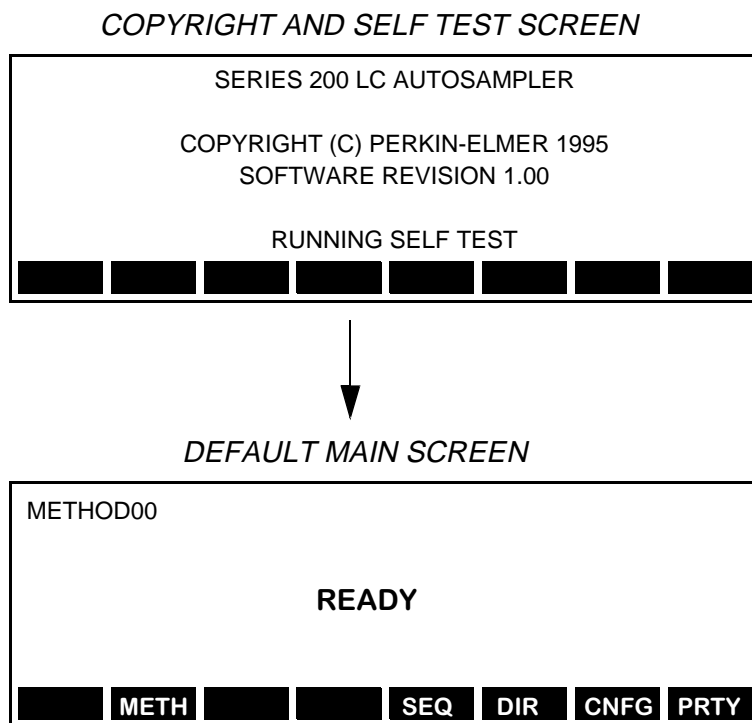 COPYRIGHT AND SELF TEST SCREEN
SERIES 200 LC AUTOSAMPLER
COPYRIGHT (C) PERKIN-ELMER 1995
SOFTWARE REVISION 1.00
RUNNING SELF TEST
DEFAULT MAIN SCREEN
METHOD00
READY
METH SEQ DIR CNFG PRTY